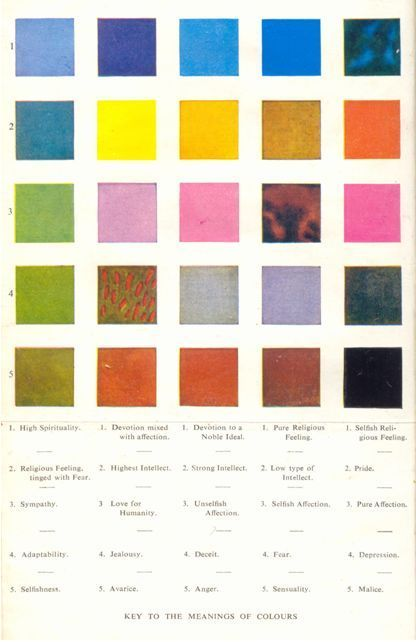 1
2
3
4
5
1. High Spirituality. 1. Devotion mixed 1. Devotion to a 1. Pure Religious 1. Selfish Reli-
with affection. Noble Ideal. Feeling. gious Feeling.
2. Religious Feeling, 2. Highest Intellect. 2. Strong Intellect. 2. Low type of 2. Pride.
tinged with Fear. Intellect.
3. Sympathy. 3 Love for 3. Unselfish 3. Selfish Affection. 3. Pure Affection.
Humanity. Affection.
4. Adaptability. 4. Jealousy. 4. Deceit. 4. Fear. 4. Depression.
5. Selfishness. 5. Avarice. 5. Anger. 5. Sensuality. 5. Malice.
KEY TO THE MEANINGS OF COLOURS